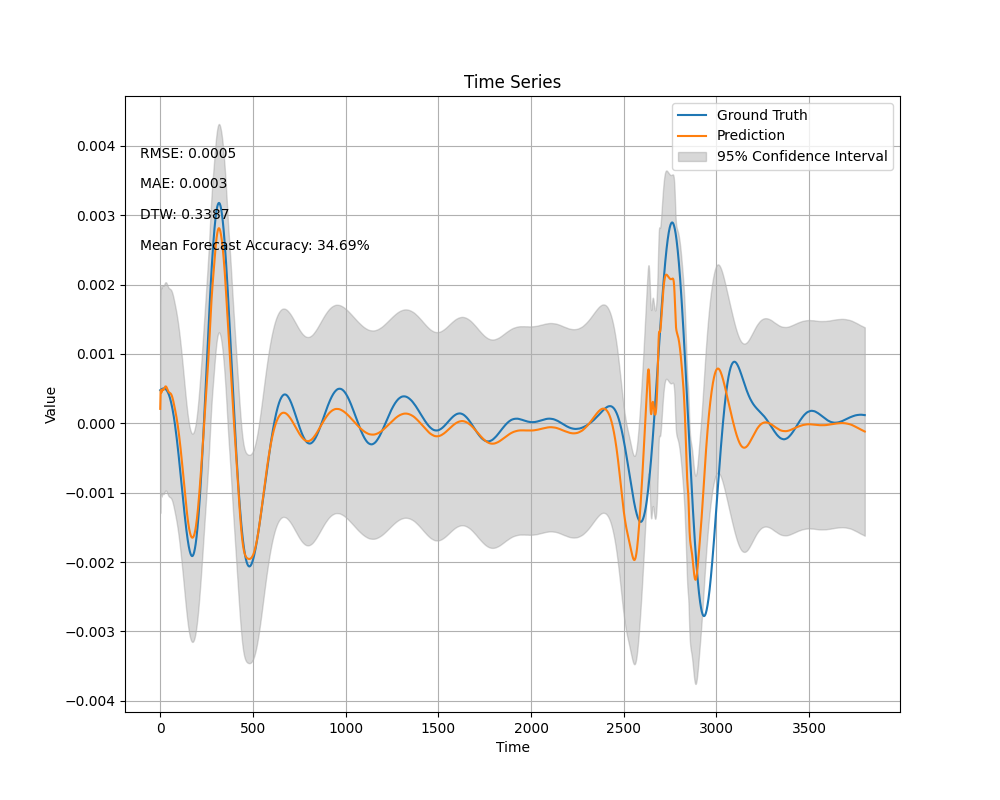 Time Series
Ground Truth
Prediction
95% Confidence Interval
RMSE: 0.0005
MAE: 0.0003
DTW: 0.3387
Mean Forecast Accuracy: 34.69%
Value
0.004
0.003
0.002
0.001
0.000
−0.001
−0.002
−0.003
−0.004
0 500 1000 1500 2000 2500 3000 3500
Time